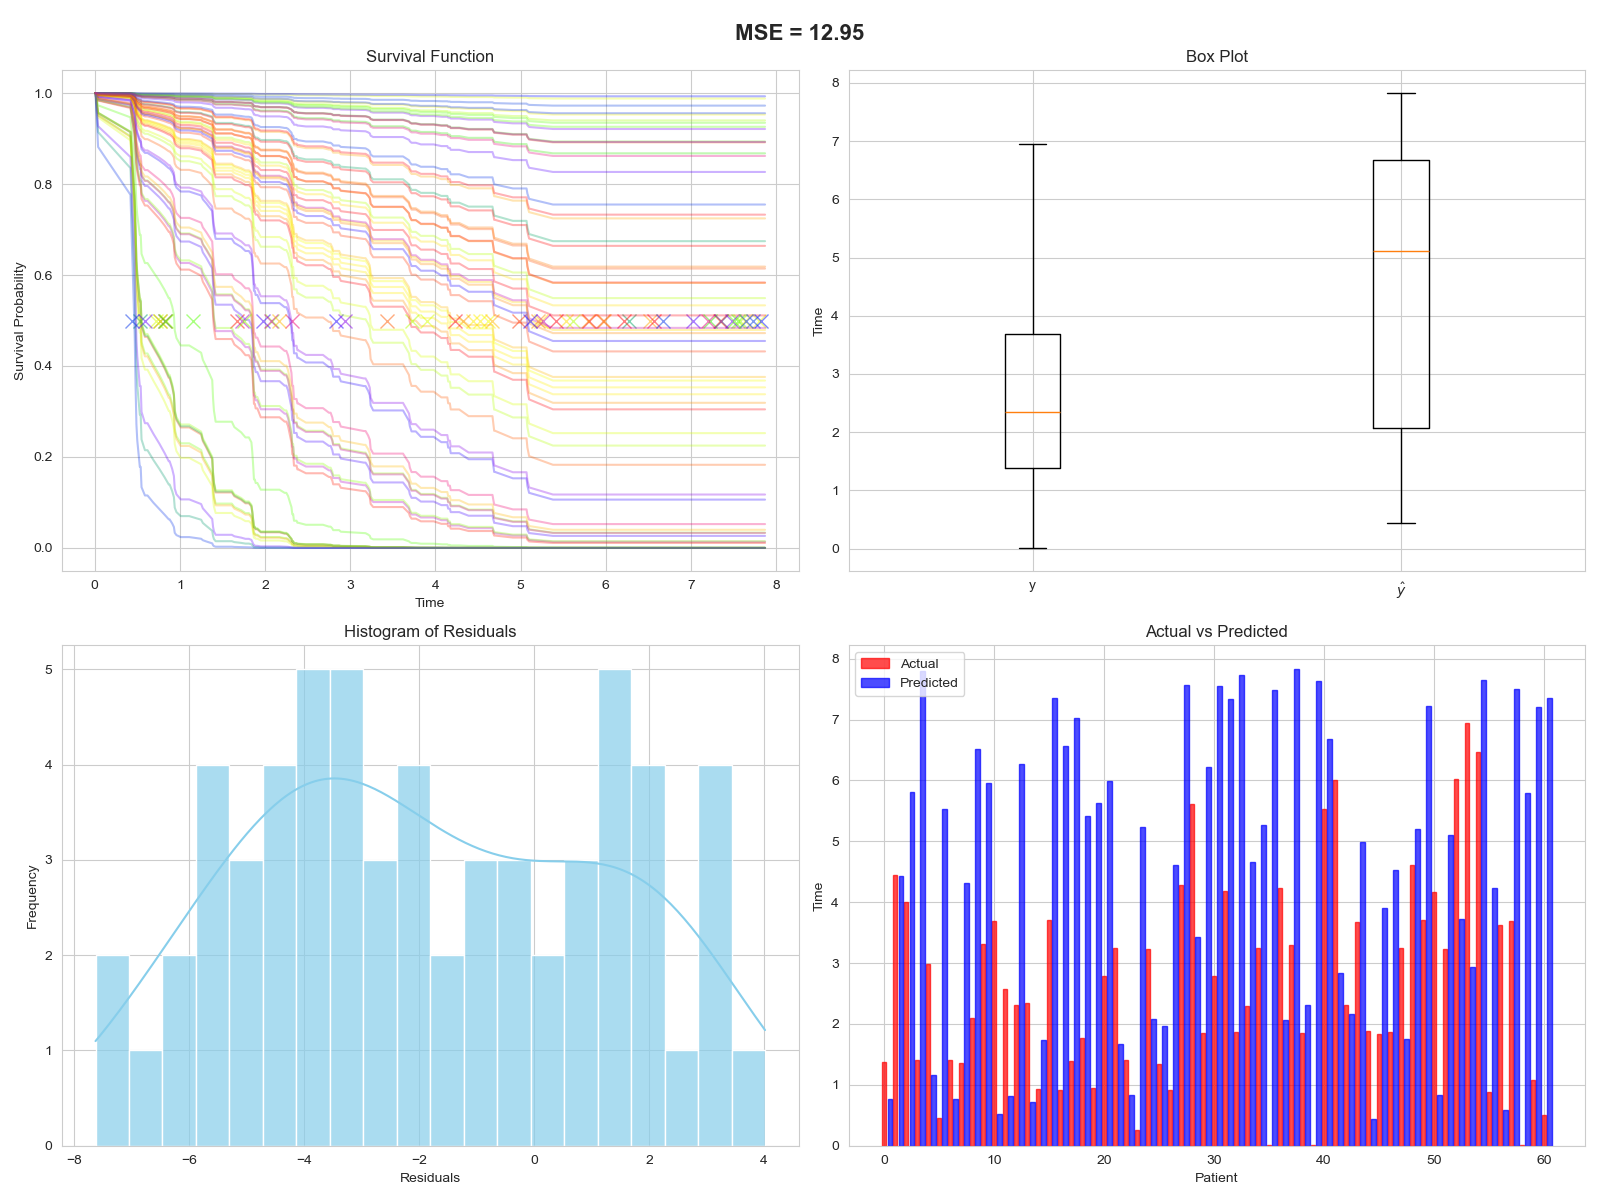 MSE = 12.95
Survival Function
Survival Probability
1.0
0.8
0.6
0.4
0.2
0.0
0 1 2 3 4 5 6 7 8
Time
Box Plot
Time
8
7
6
5
4
3
2
1
0
y ŷ
Histogram of Residuals
Frequency
5
4
3
2
1
0
−8 −6 −4 −2 0 2 4
Residuals
Actual vs Predicted
Actual
Predicted
Time
8
7
6
5
4
3
2
1
0
0 10 20 30 40 50 60
Patient